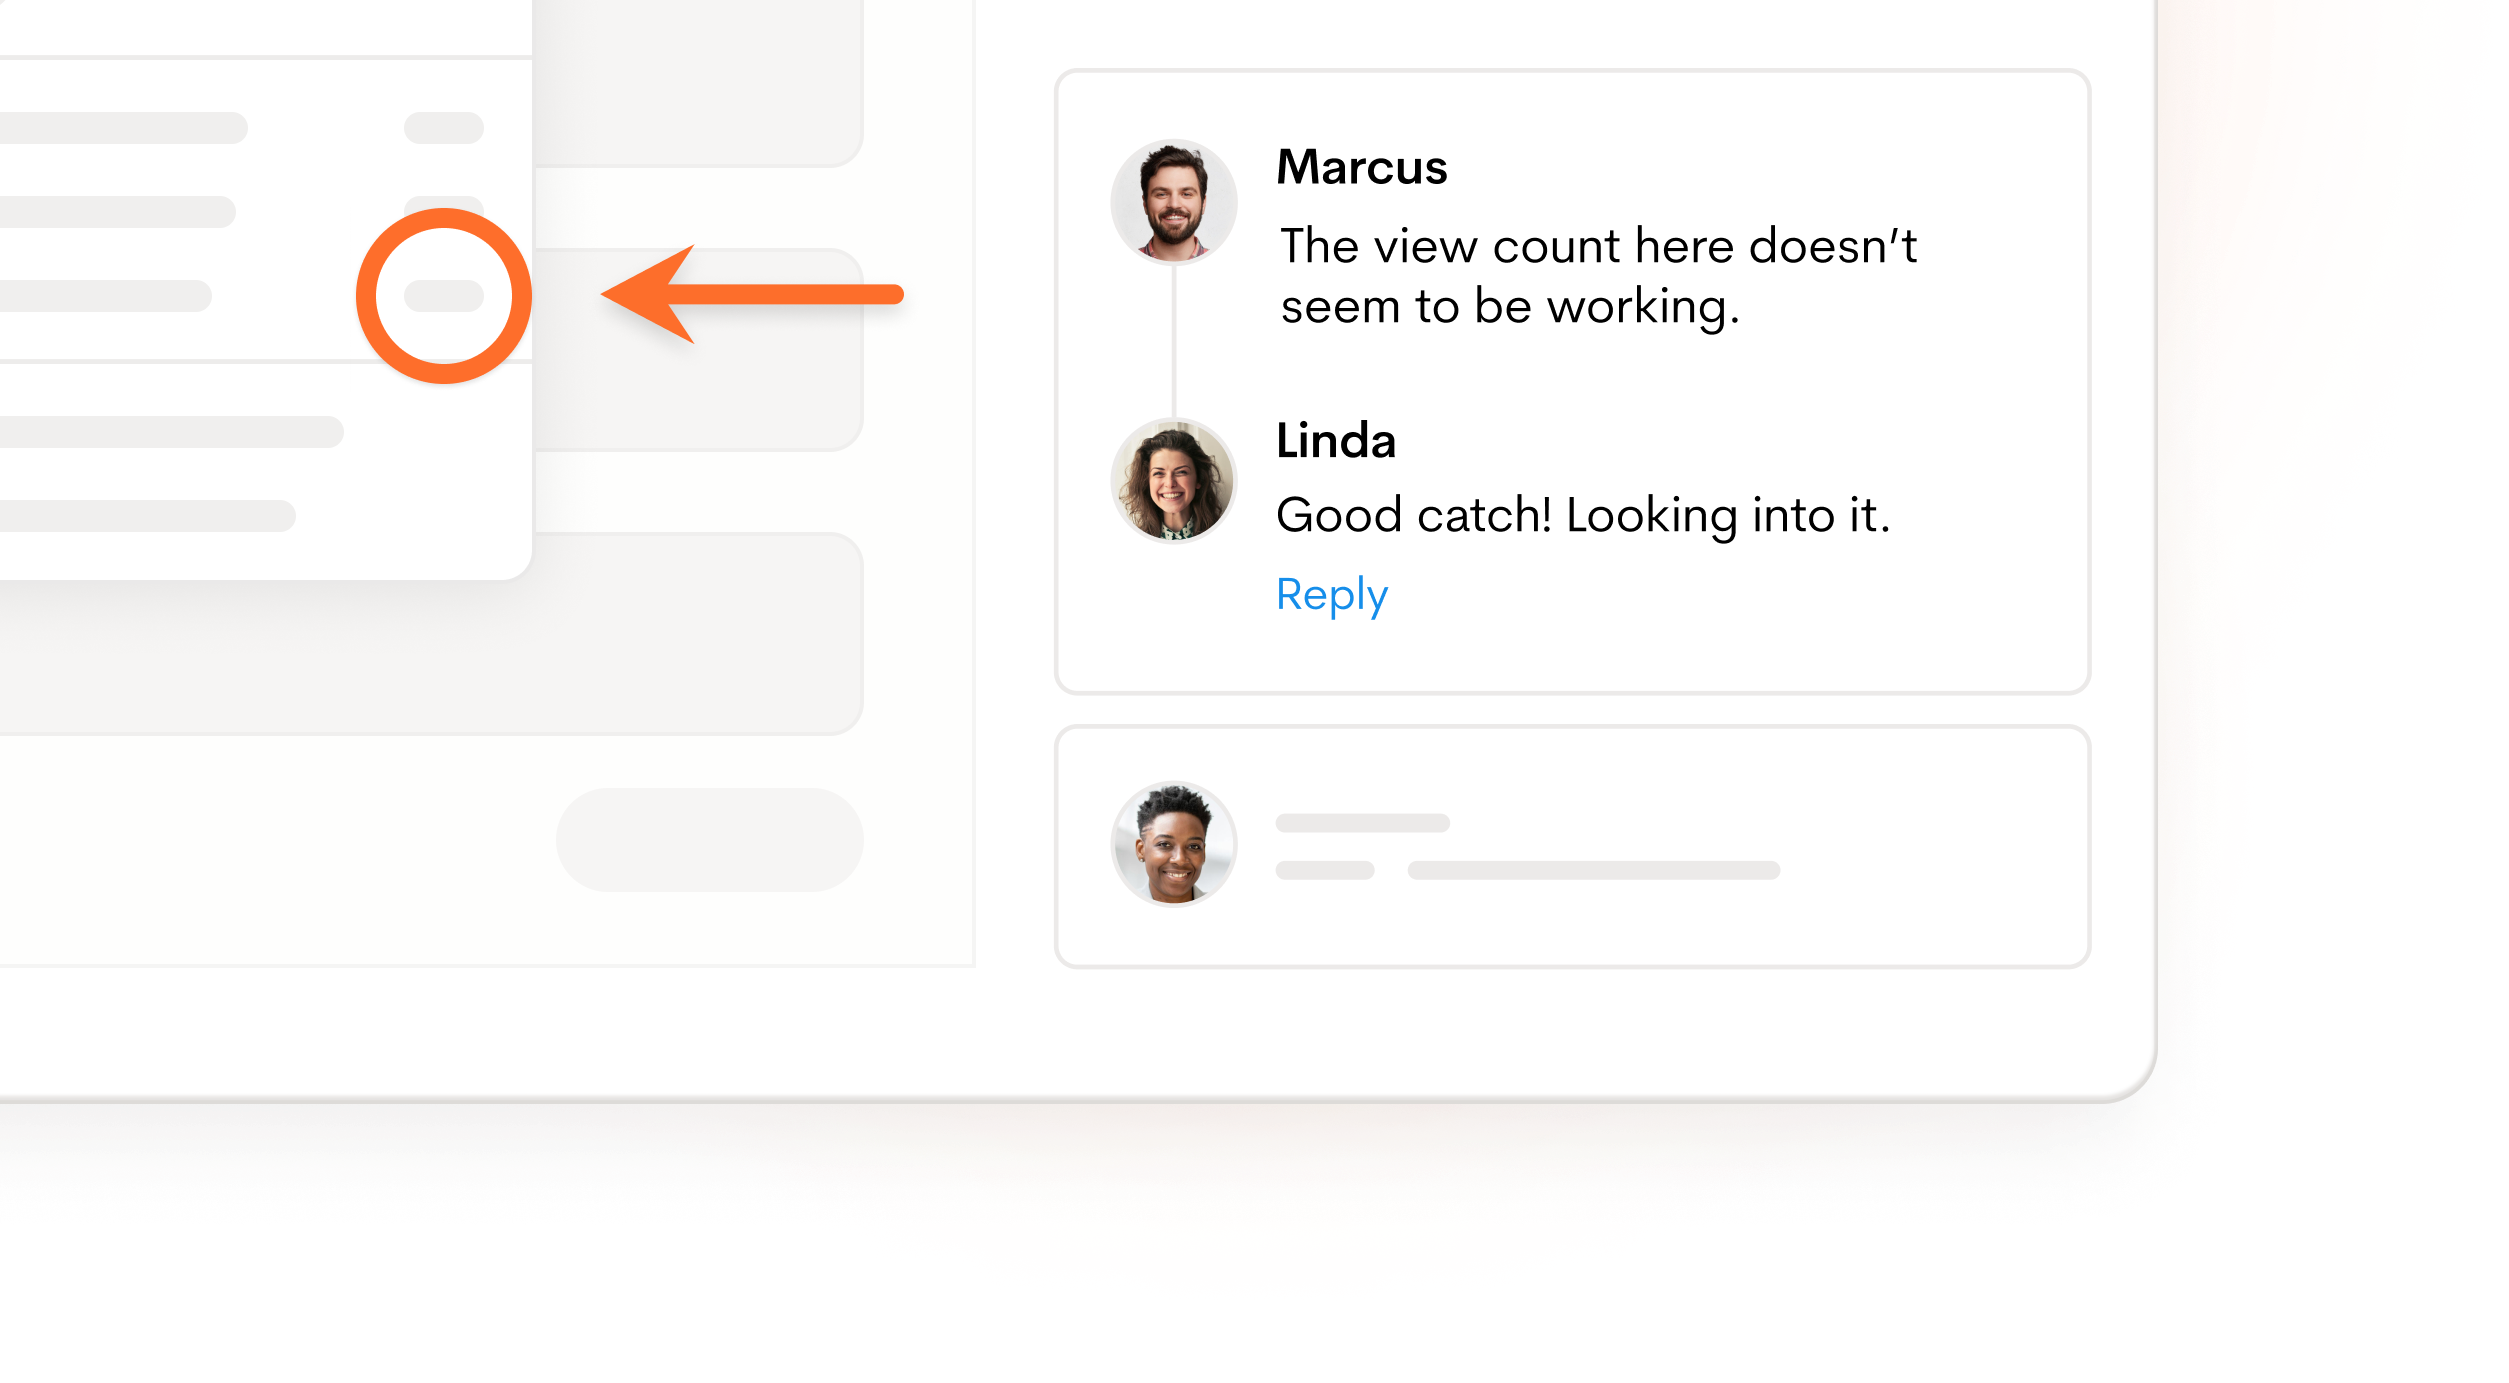 Marcus
The view count here doesn't
seem to be working.
Linda
Good catch! Looking into it.
Reply